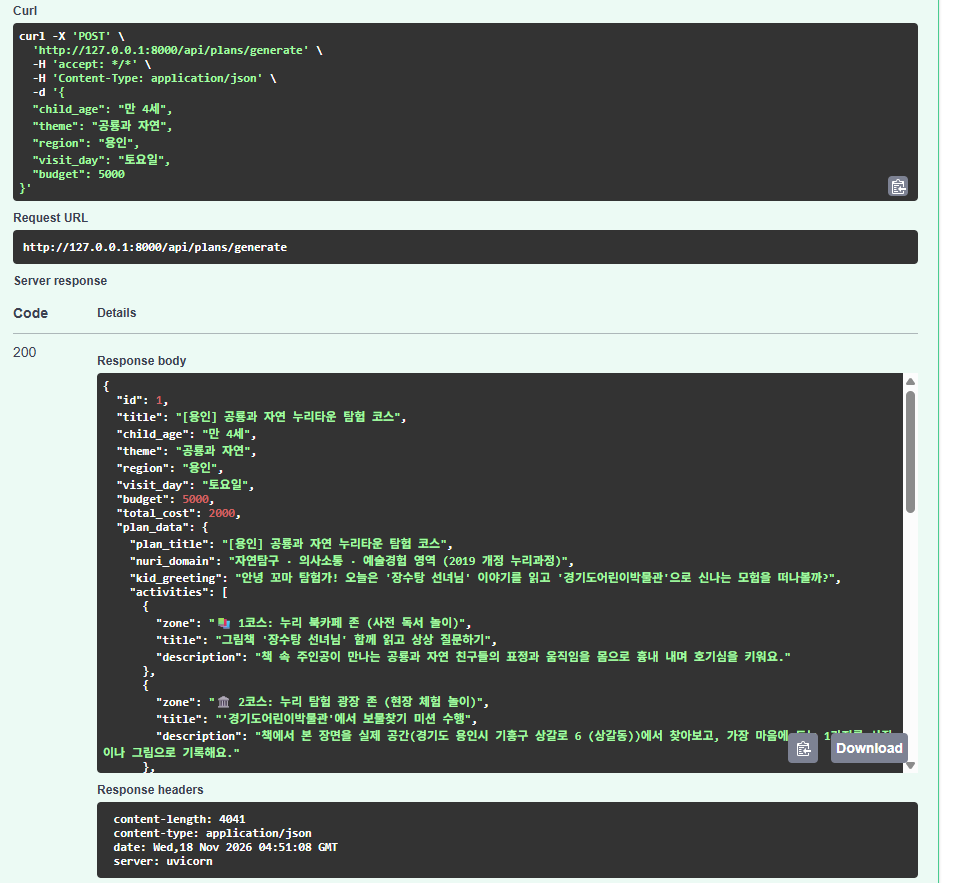 Curl
curl -X 'POST' \
'http://127.0.0.1:8000/api/plans/generate' \
-H 'accept: */*' \
-H 'Content-Type: application/json' \
-d '{
"child_age": "만 4세",
"theme": "공룡과 자연",
"region": "용인",
"visit_day": "토요일",
"budget": 5000
}'
Request URL
http://127.0.0.1:8000/api/plans/generate
Server response
Code Details
200
Response body
{
"id": 1,
"title": "[용인] 공룡과 자연 누리타운 탐험 코스",
"child_age": "만 4세",
"theme": "공룡과 자연",
"region": "용인",
"visit_day": "토요일",
"budget": 5000,
"total_cost": 2000,
"plan_data": {
"plan_title": "[용인] 공룡과 자연 누리타운 탐험 코스",
"nuri_domain": "자연탐구 · 의사소통 · 예술경험 영역 (2019 개정 누리과정)",
"kid_greeting": "안녕 꼬마 탐험가! 오늘은 '장수탕 선녀님' 이야기를 읽고 '경기도어린이박물관'으로 신나는 모험을 떠나볼까?",
"activities": [
{
"zone": "📚 1코스: 누리 북카페 존 (사전 독서 놀이)",
"title": "그림책 '장수탕 선녀님' 함께 읽고 상상 질문하기",
"description": "책 속 주인공이 만나는 공룡과 자연 친구들의 표정과 움직임을 몸으로 흉내 내며 호기심을 키워요."
},
{
"zone": "🏛️ 2코스: 누리 탐험 광장 존 (현장 체험 놀이)",
"title": "'경기도어린이박물관'에서 보물찾기 미션 수행",
"description": "책에서 본 장면을 실제 공간(경기도 용인시 기흥구 상갈로 6 (상갈동))에서 찾아보고, 가장 마음에
이나 그림으로 기록해요."
},
Download
Response headers
content-length: 4041
content-type: application/json
date: Wed,18 Nov 2026 04:51:08 GMT
server: uvicorn